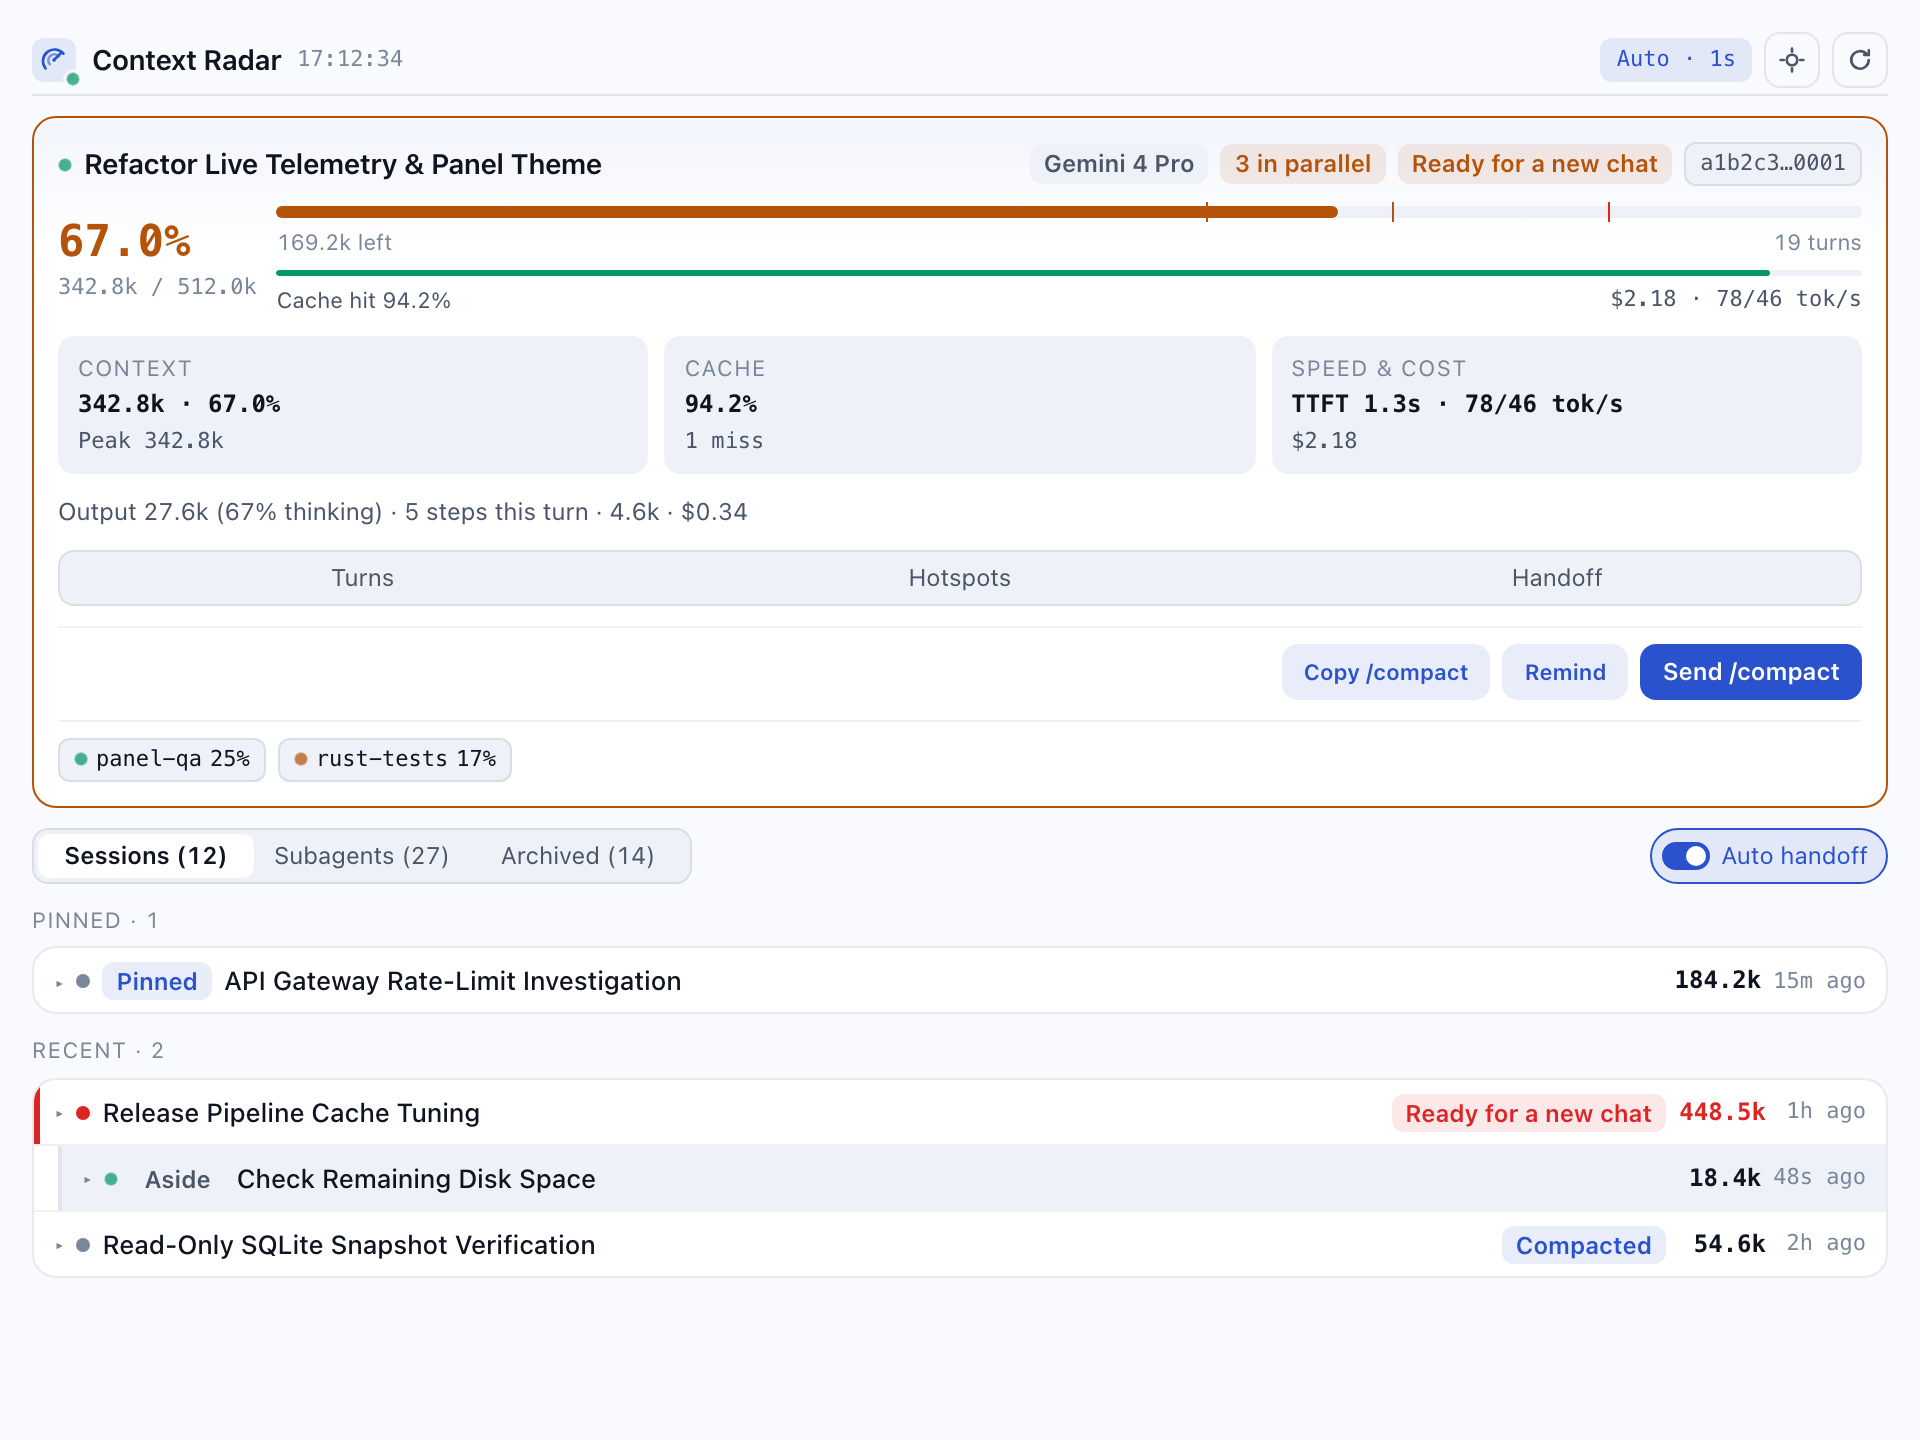 Context Radar 17:12:34 Auto · 1s
Refactor Live Telemetry & Panel Theme Gemini 4 Pro 3 in parallel Ready for a new chat a1b2c3…0001
67.0%
342.8k / 512.0k
169.2k left 19 turns
Cache hit 94.2% $2.18 · 78/46 tok/s
CONTEXT
342.8k · 67.0%
Peak 342.8k
CACHE
94.2%
1 miss
SPEED & COST
TTFT 1.3s · 78/46 tok/s
$2.18
Output 27.6k (67% thinking) · 5 steps this turn · 4.6k · $0.34
Turns Hotspots Handoff
Copy /compact Remind Send /compact
panel-qa 25% rust-tests 17%
Sessions (12) Subagents (27) Archived (14) Auto handoff
PINNED · 1
Pinned API Gateway Rate-Limit Investigation 184.2k 15m ago
RECENT · 2
Release Pipeline Cache Tuning Ready for a new chat 448.5k 1h ago
Aside Check Remaining Disk Space 18.4k 48s ago
Read-Only SQLite Snapshot Verification Compacted 54.6k 2h ago